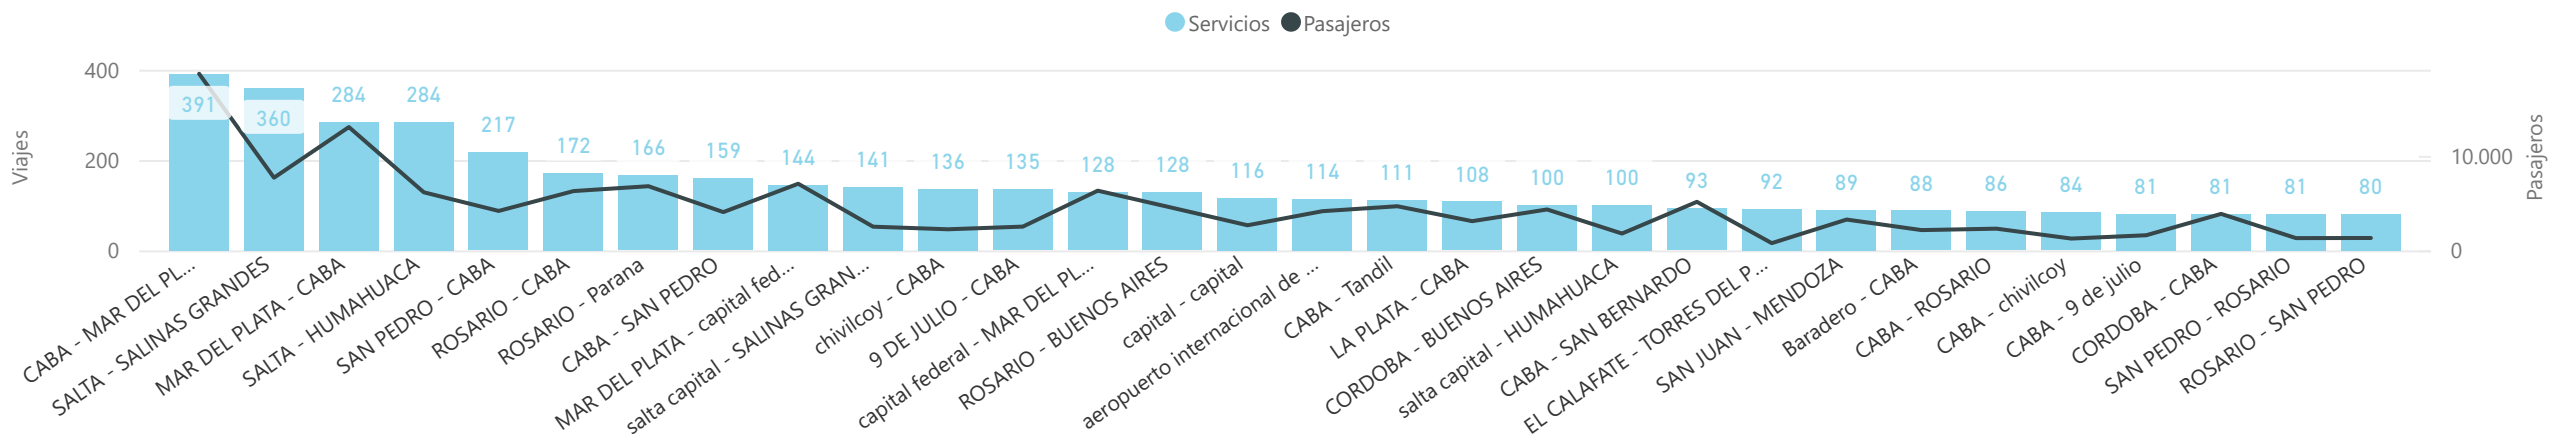 Servicios Pasajeros
400
200
0
Viajes
391
360
284
284
217
172
166
159
144
141
136
135
128
128
116
114
111
108
100
100
93
92
89
88
86
84
81
81
81
80
10.000
0
Pasajeros
CABA - MAR DEL PL...
SALTA - SALINAS GRANDES
MAR DEL PLATA - CABA
SALTA - HUMAHUACA
SAN PEDRO - CABA
ROSARIO - CABA
ROSARIO - Parana
CABA - SAN PEDRO
MAR DEL PLATA - capital fed...
salta capital - SALINAS GRAN...
chivilcoy - CABA
9 DE JULIO - CABA
capital federal - MAR DEL PL...
ROSARIO - BUENOS AIRES
capital - capital
aeropuerto internacional de ...
CABA - Tandil
LA PLATA - CABA
CORDOBA - BUENOS AIRES
salta capital - HUMAHUACA
CABA - SAN BERNARDO
EL CALAFATE - TORRES DEL P...
SAN JUAN - MENDOZA
Baradero - CABA
CABA - ROSARIO
CABA - chivilcoy
CABA - 9 de julio
CORDOBA - CABA
SAN PEDRO - ROSARIO
ROSARIO - SAN PEDRO